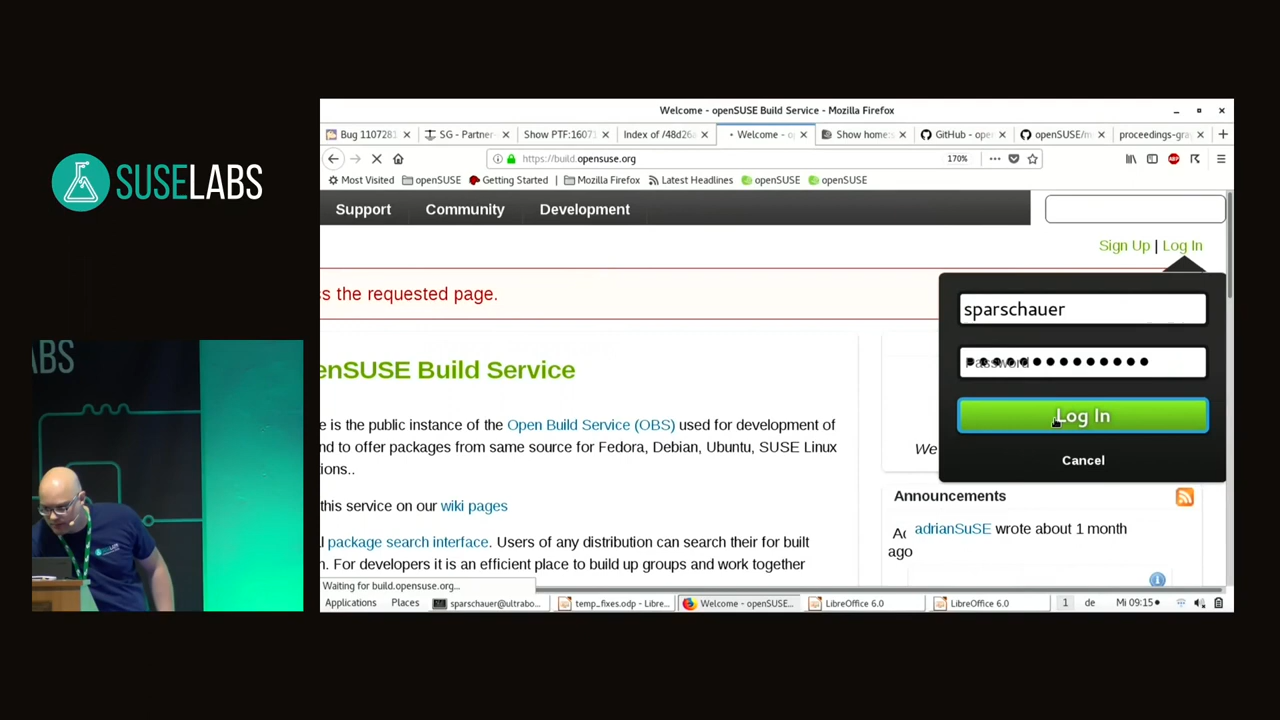 SUSELABS
ABS
Welcome - openSUSE Build Service - Mozilla Firefox
Bug 1107281
SG - Partner-
Show PTF:1607
Index of /48d26
Welcome - o
Show home:s
GitHub - ope
openSUSE/m
proceedings-gra
https://build.opensuse.org
170%
Most Visited
openSUSE
Getting Started
Mozilla Firefox
Latest Headlines
openSUSE
openSUSE
Support
Community
Development
Sign Up | Log In
s the requested page.
sparschauer
Password
Log In
Cancel
enSUSE Build Service
e is the public instance of the Open Build Service (OBS) used for development of
nd to offer packages from same source for Fedora, Debian, Ubuntu, SUSE Linux
ions..
We
this service on our wiki pages
l package search interface. Users of any distribution can search their for built
m. For developers it is an efficient place to build up groups and work together
Announcements
adrianSuSE wrote about 1 month
ago
Waiting for build.opensuse.org...
Applications
Places
sparschauer@ultrabo...
temp_fixes.odp - Libre...
Welcome - openSUSE...
LibreOffice 6.0
LibreOffice 6.0
1
de
Mi 09:15